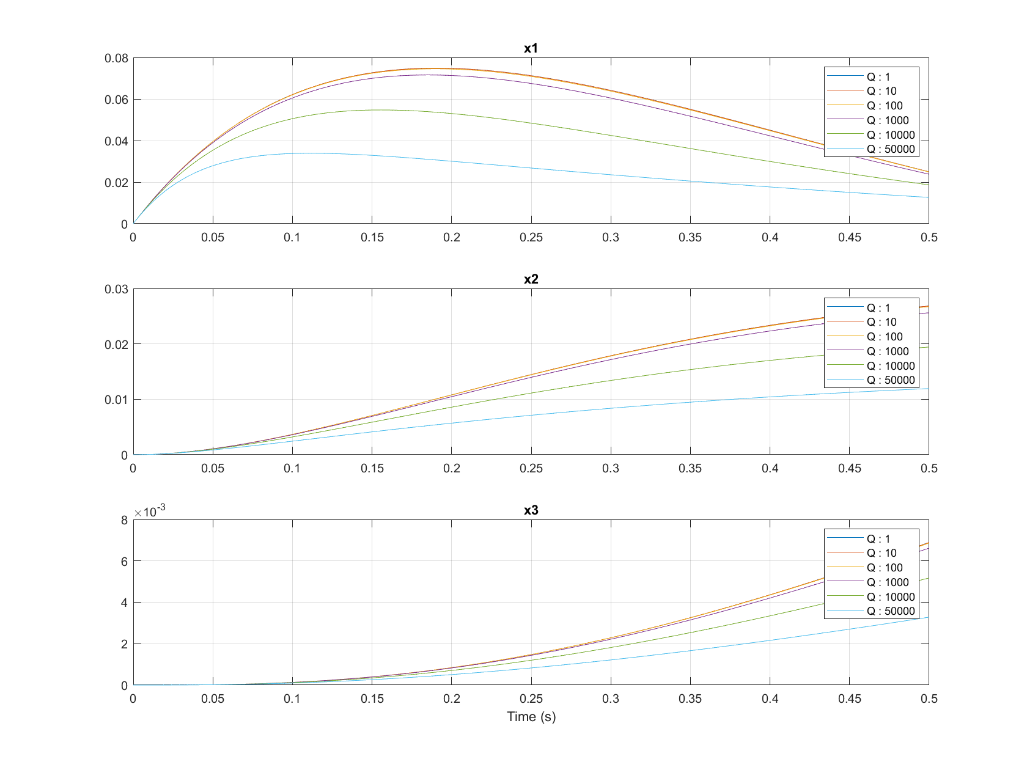 x1
0.08
0.06
0.04
0.02
0
0 0.05 0.1 0.15 0.2 0.25 0.3 0.35 0.4 0.45 0.5
Q : 1
Q : 10
Q : 100
Q : 1000
Q : 10000
Q : 50000
x2
0.03
0.02
0.01
0
0 0.05 0.1 0.15 0.2 0.25 0.3 0.35 0.4 0.45 0.5
Q : 1
Q : 10
Q : 100
Q : 1000
Q : 10000
Q : 50000
x3
×10⁻³
8
6
4
2
0
0 0.05 0.1 0.15 0.2 0.25 0.3 0.35 0.4 0.45 0.5
Q : 1
Q : 10
Q : 100
Q : 1000
Q : 10000
Q : 50000
Time (s)